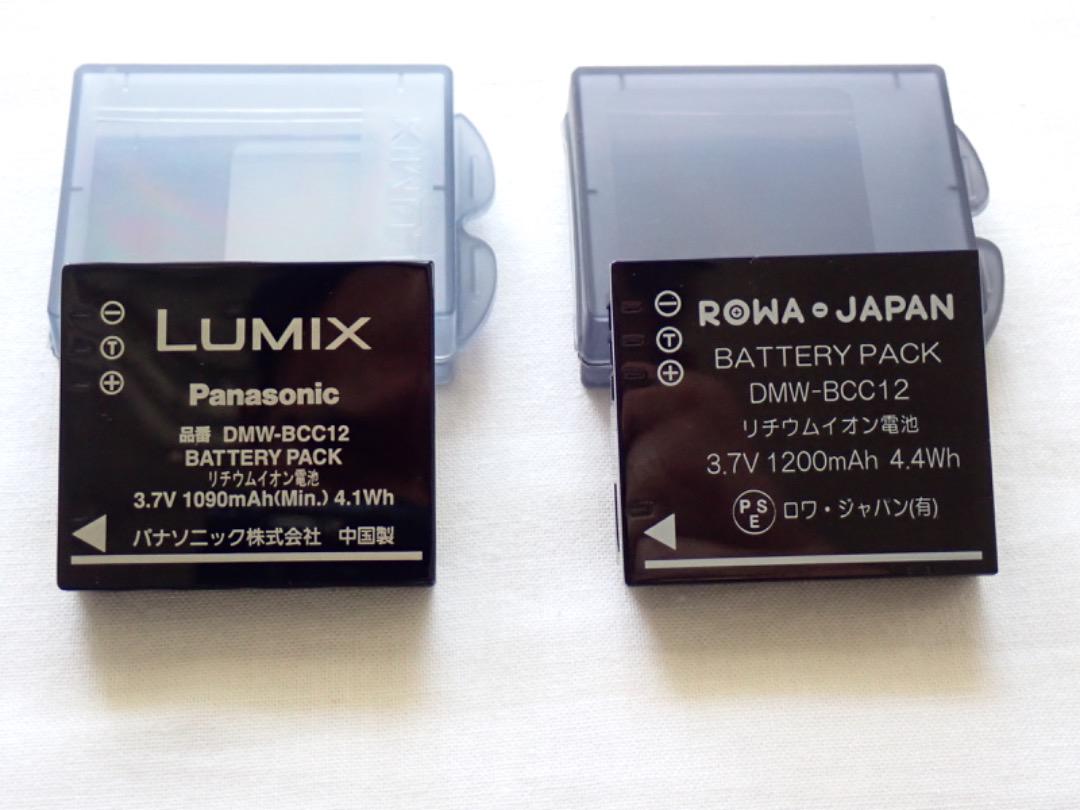 LUMIX
⊖
Ⓣ
⊕
LUMIX
Panasonic
品番 DMW-BCC12
BATTERY PACK
リチウムイオン電池
3.7V 1090mAh(Min.) 4.1Wh
パナソニック株式会社 中国製
⊖
Ⓣ
⊕
ROWA JAPAN
BATTERY PACK
DMW-BCC12
リチウムイオン電池
3.7V 1200mAh 4.4Wh
PSE ロワ・ジャパン(有)